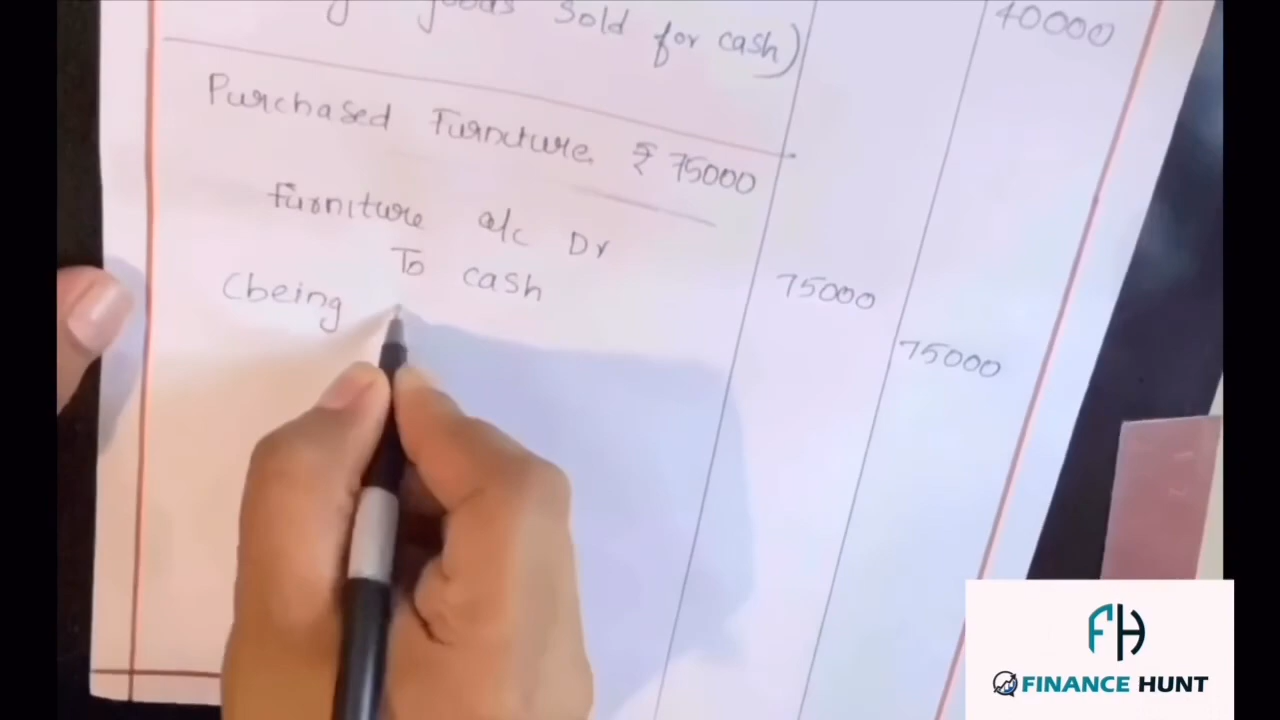 goods Sold for cash)
40000
Purchased Furniture ₹ 75000
furniture a/c Dr
75000
To cash
75000
(being
FH
FINANCE HUNT